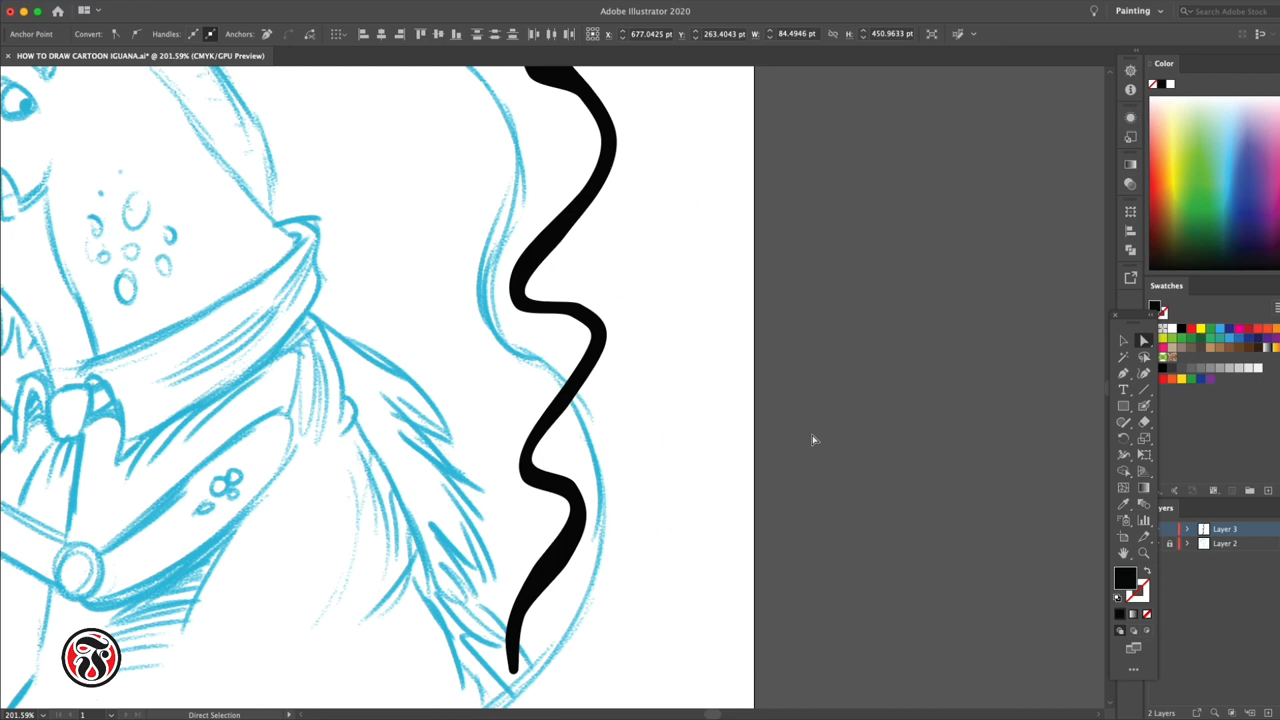 Adobe Illustrator 2020
Painting
Search Adobe Stock
Anchor Point
Convert:
Handles:
Anchors:
X: 677.0425 pt
Y: 263.4043 pt
W: 84.4946 pt
H: 450.9633 pt
HOW TO DRAW CARTOON IGUANA.ai* @ 201.59% (CMYK/GPU Preview)
Color
Swatches
yers
Layer 3
Layer 2
201.59%
1
Direct Selection
2 Layers